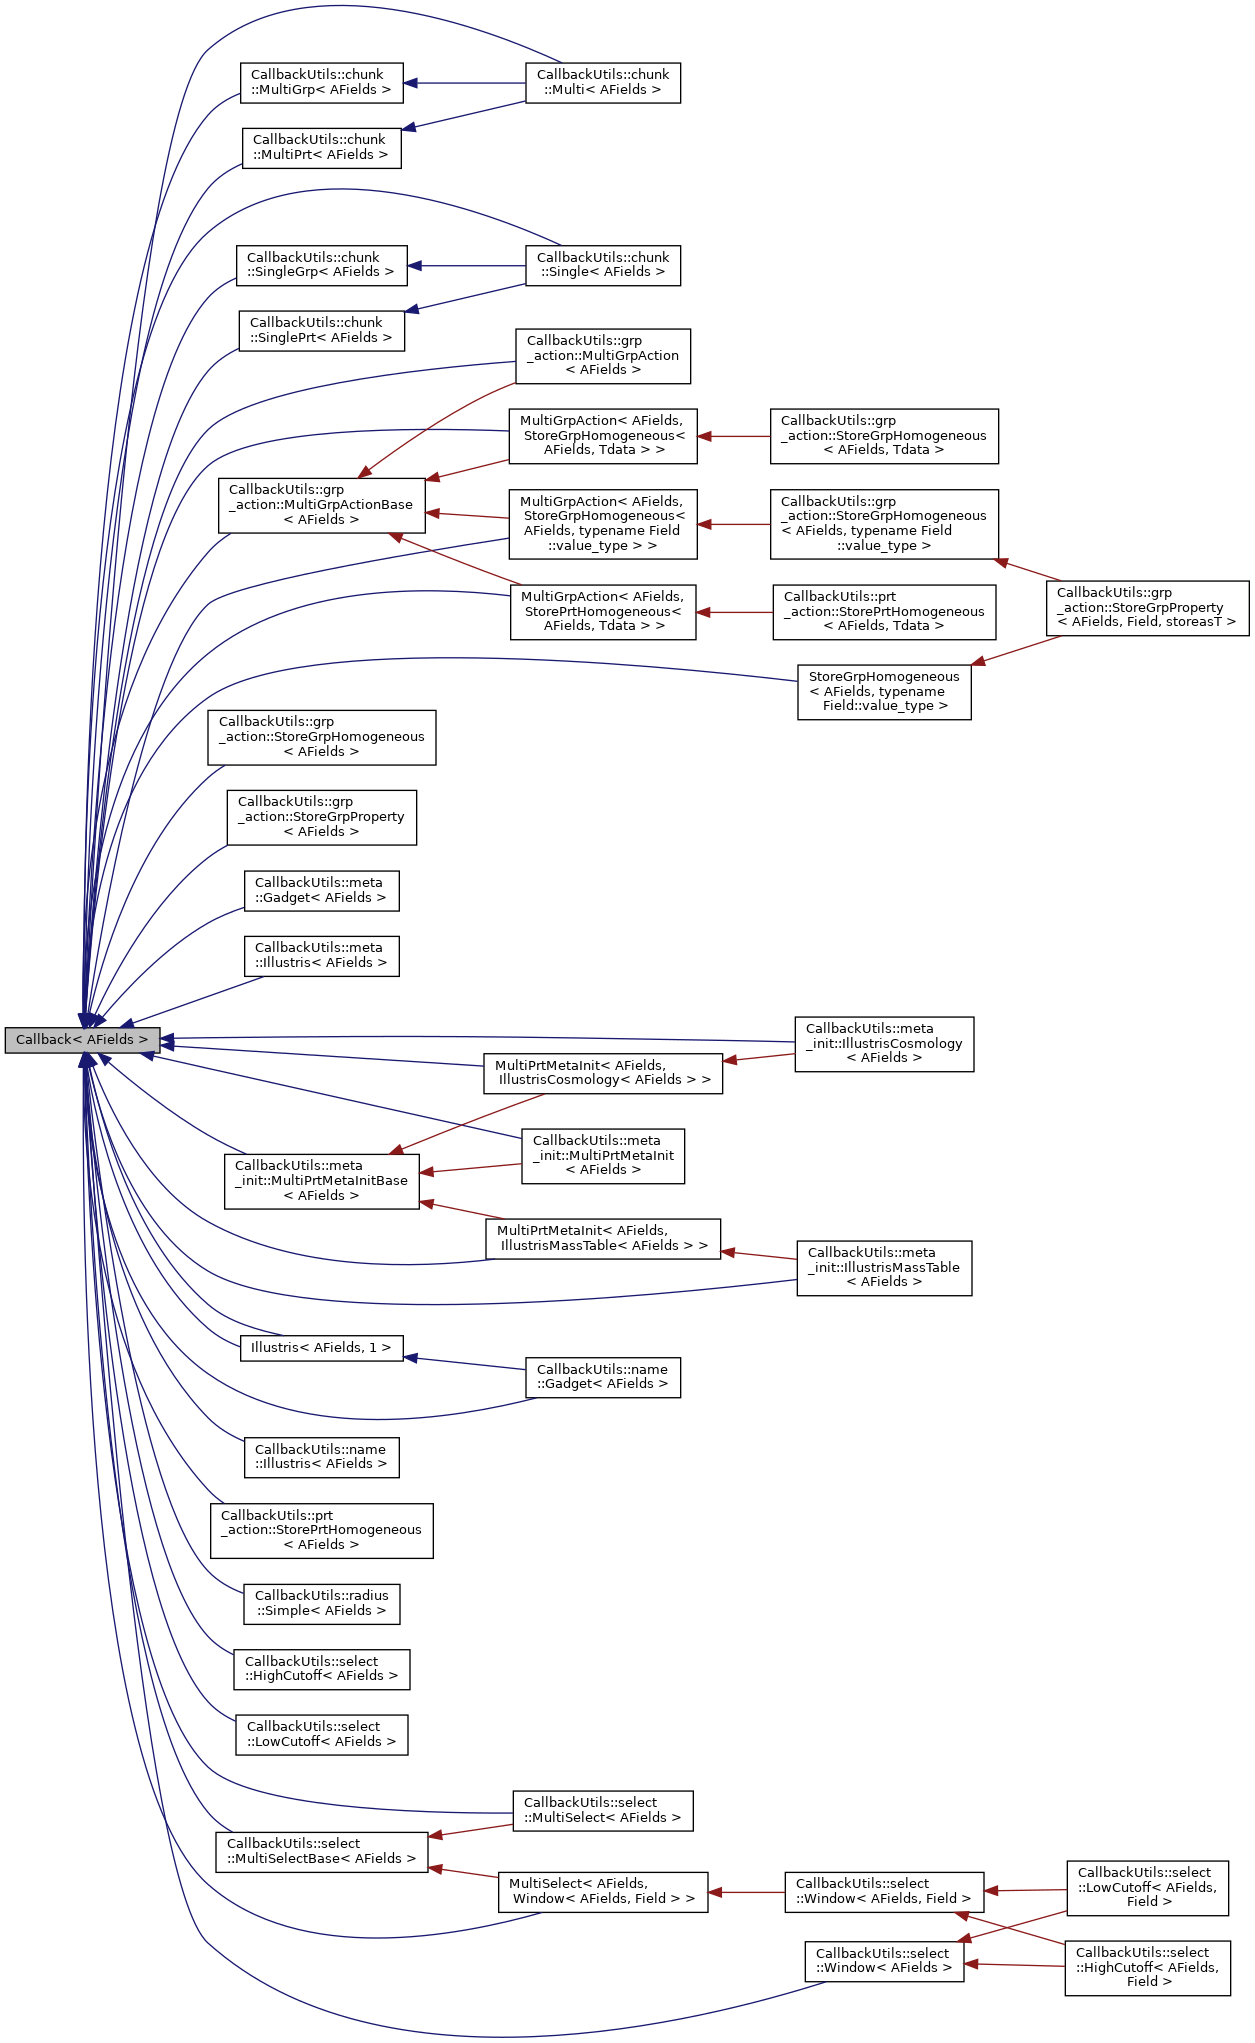 CallbackUtils::chunk
::MultiGrp< AFields >
CallbackUtils::chunk
::Multi< AFields >
CallbackUtils::chunk
::MultiPrt< AFields >
CallbackUtils::chunk
::SingleGrp< AFields >
CallbackUtils::chunk
::Single< AFields >
CallbackUtils::chunk
::SinglePrt< AFields >
CallbackUtils::grp
_action::MultiGrpAction
< AFields >
MultiGrpAction< AFields,
StoreGrpHomogeneous<
AFields, Tdata > >
CallbackUtils::grp
_action::StoreGrpHomogeneous
< AFields, Tdata >
CallbackUtils::grp
_action::MultiGrpActionBase
< AFields >
MultiGrpAction< AFields,
StoreGrpHomogeneous<
AFields, typename Field
::value_type > >
CallbackUtils::grp
_action::StoreGrpHomogeneous
< AFields, typename Field
::value_type >
MultiGrpAction< AFields,
StorePrtHomogeneous<
AFields, Tdata > >
CallbackUtils::prt
_action::StorePrtHomogeneous
< AFields, Tdata >
CallbackUtils::grp
_action::StoreGrpProperty
< AFields, Field, storeasT >
StoreGrpHomogeneous
< AFields, typename
Field::value_type >
CallbackUtils::grp
_action::StoreGrpHomogeneous
< AFields >
CallbackUtils::grp
_action::StoreGrpProperty
< AFields >
CallbackUtils::meta
::Gadget< AFields >
CallbackUtils::meta
::Illustris< AFields >
Callback< AFields >
CallbackUtils::meta
_init::IllustrisCosmology
< AFields >
MultiPrtMetaInit< AFields,
IllustrisCosmology< AFields > >
CallbackUtils::meta
_init::MultiPrtMetaInit
< AFields >
CallbackUtils::meta
_init::MultiPrtMetaInitBase
< AFields >
MultiPrtMetaInit< AFields,
IllustrisMassTable< AFields > >
CallbackUtils::meta
_init::IllustrisMassTable
< AFields >
Illustris< AFields, 1 >
CallbackUtils::name
::Gadget< AFields >
CallbackUtils::name
::Illustris< AFields >
CallbackUtils::prt
_action::StorePrtHomogeneous
< AFields >
CallbackUtils::radius
::Simple< AFields >
CallbackUtils::select
::HighCutoff< AFields >
CallbackUtils::select
::LowCutoff< AFields >
CallbackUtils::select
::MultiSelect< AFields >
CallbackUtils::select
::MultiSelectBase< AFields >
MultiSelect< AFields,
Window< AFields, Field > >
CallbackUtils::select
::Window< AFields, Field >
CallbackUtils::select
::LowCutoff< AFields,
Field >
CallbackUtils::select
::Window< AFields >
CallbackUtils::select
::HighCutoff< AFields,
Field >